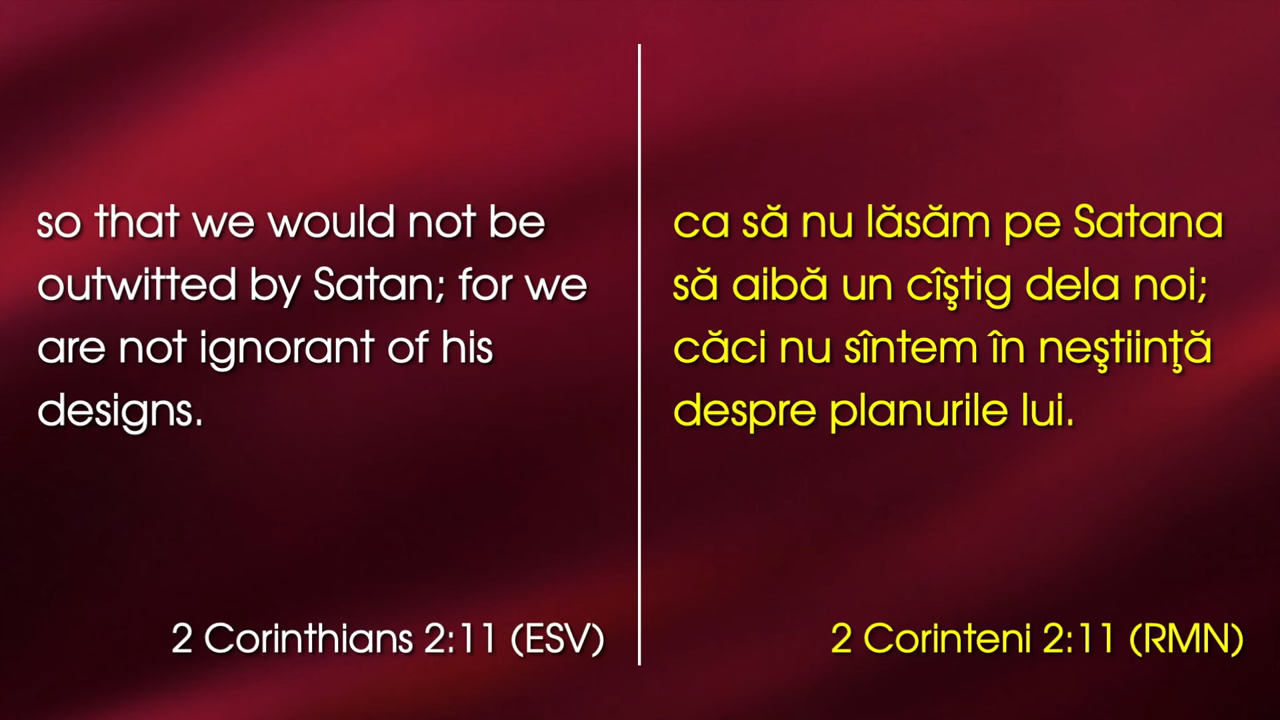 so that we would not be
outwitted by Satan; for we
are not ignorant of his
designs.
2 Corinthians 2:11 (ESV)
ca să nu lăsăm pe Satana
să aibă un cîştig dela noi;
căci nu sîntem în neştiinţă
despre planurile lui.
2 Corinteni 2:11 (RMN)